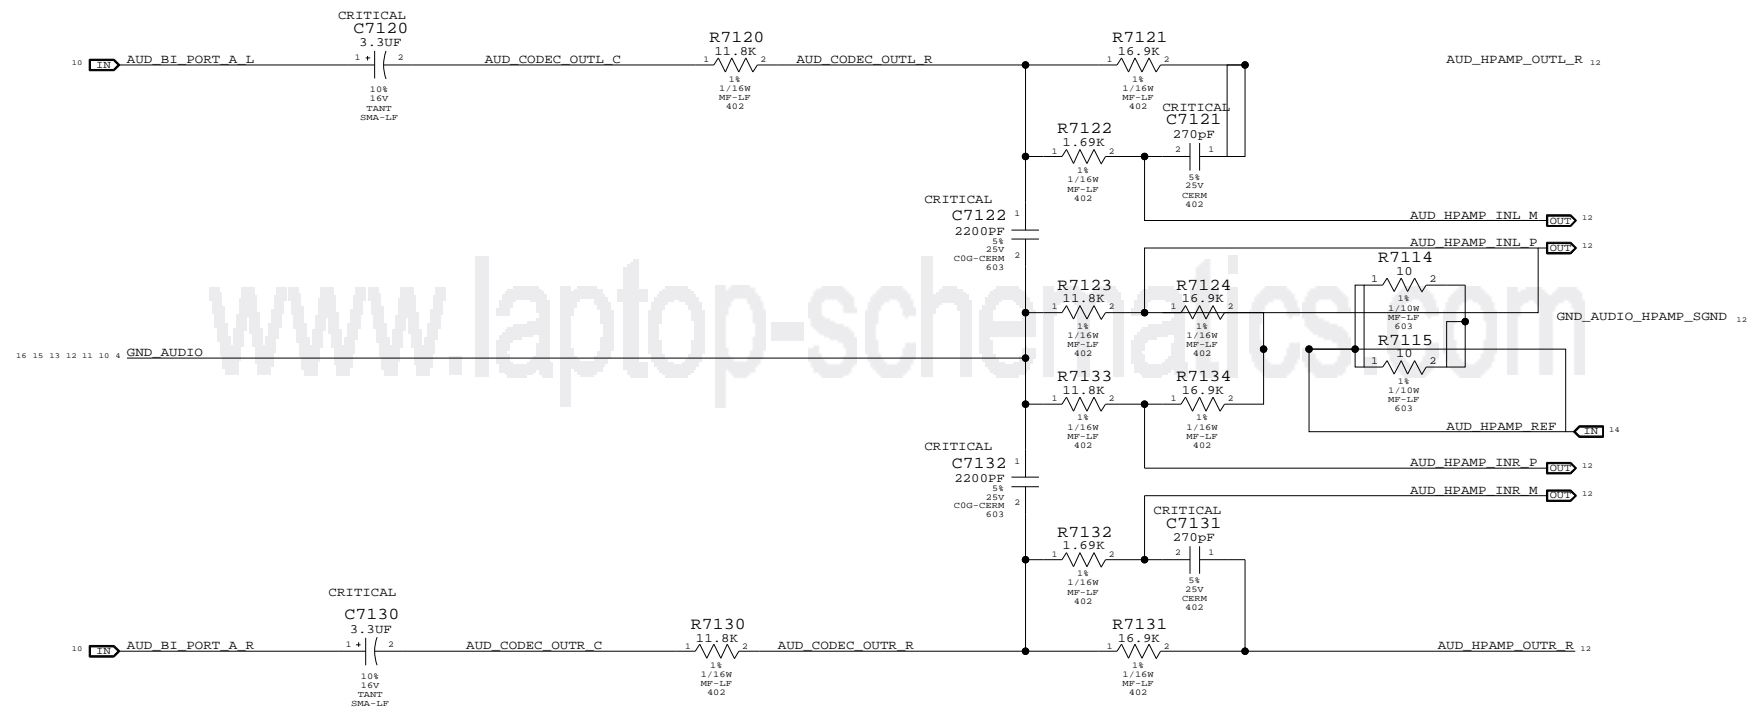 CRITICAL
C7120
3.3UF
1 + 2
10%
16V
TANT
SMA-LF
10 IN AUD_BI_PORT_A_L
AUD_CODEC_OUTL_C
R7120
11.8K
1 2
1%
1/16W
MF-LF
402
AUD_CODEC_OUTL_R
R7121
16.9K
1 2
1%
1/16W
MF-LF
402
AUD_HPAMP_OUTL_R 12
R7122
1.69K
1 2
1%
1/16W
MF-LF
402
CRITICAL
C7121
270pF
2 1
5%
25V
CERM
402
CRITICAL
C7122
1
2200PF
5%
25V
2
C0G-CERM
603
AUD_HPAMP_INL_M OUT 12
AUD_HPAMP_INL_P OUT 12
R7114
10
1 2
1%
1/10W
MF-LF
603
R7123
11.8K
1 2
1%
1/16W
MF-LF
402
R7124
16.9K
1 2
1%
1/16W
MF-LF
402
GND_AUDIO_HPAMP_SGND 12
www.laptop-schematics.com
16 15 13 12 11 10 4 GND_AUDIO
R7115
10
1 2
1%
1/10W
MF-LF
603
R7133
11.8K
1 2
1%
1/16W
MF-LF
402
R7134
16.9K
1 2
1%
1/16W
MF-LF
402
AUD_HPAMP_REF IN 14
CRITICAL
C7132
1
2200PF
5%
25V
2
C0G-CERM
603
AUD_HPAMP_INR_P OUT 12
AUD_HPAMP_INR_M OUT 12
R7132
1.69K
1 2
1%
1/16W
MF-LF
402
CRITICAL
C7131
270pF
2 1
5%
25V
CERM
402
CRITICAL
C7130
3.3UF
1 + 2
10%
16V
TANT
SMA-LF
10 IN AUD_BI_PORT_A_R
AUD_CODEC_OUTR_C
R7130
11.8K
1 2
1%
1/16W
MF-LF
402
AUD_CODEC_OUTR_R
R7131
16.9K
1 2
1%
1/16W
MF-LF
402
AUD_HPAMP_OUTR_R 12